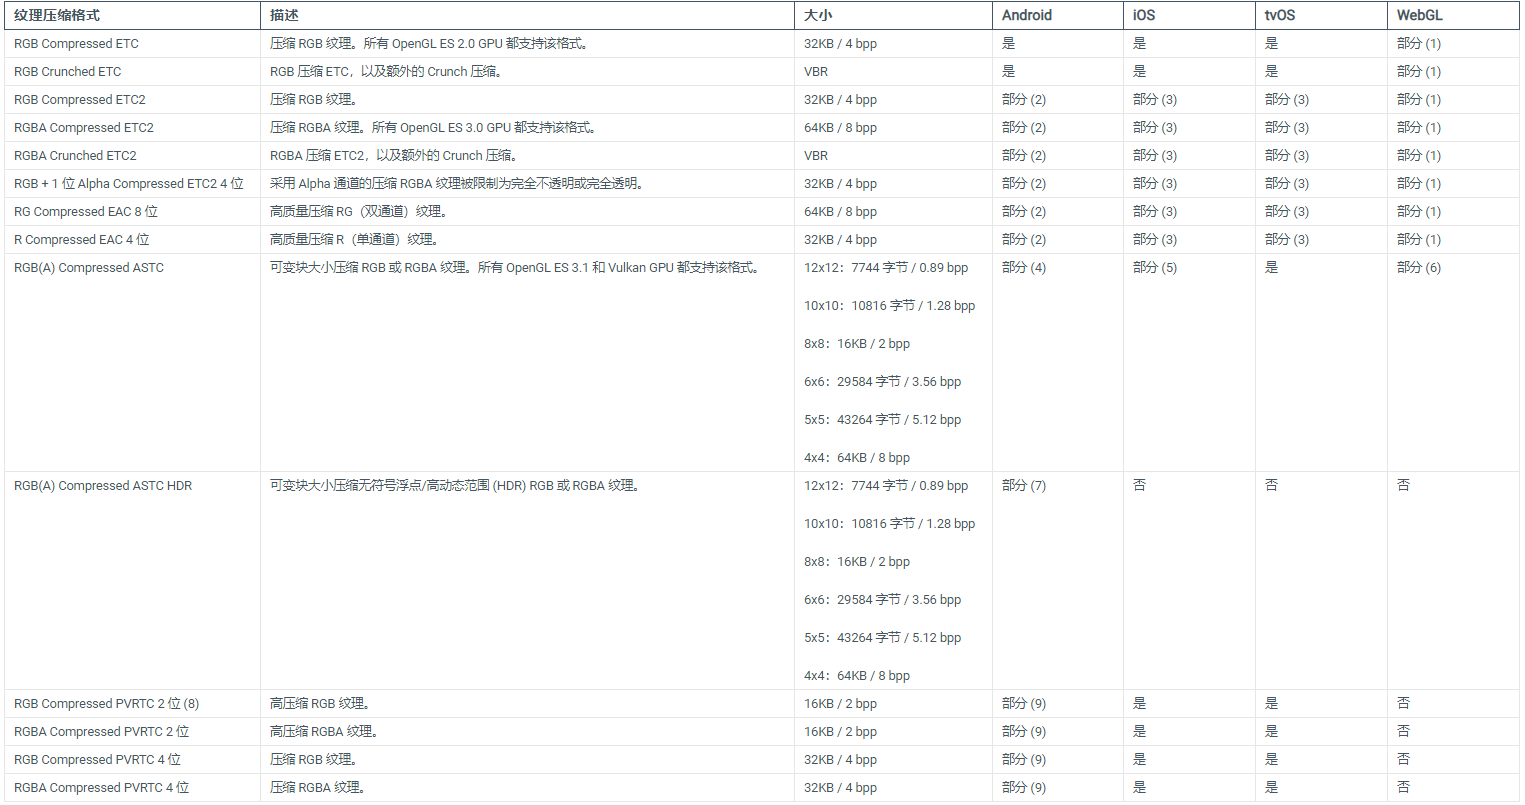 纹理压缩格式 描述 大小 Android iOS tvOS WebGL
RGB Compressed ETC 压缩 RGB 纹理。所有 OpenGL ES 2.0 GPU 都支持该格式。 32KB / 4 bpp 是 是 是 部分 (1)
RGB Crunched ETC RGB 压缩 ETC，以及额外的 Crunch 压缩。 VBR 是 是 是 部分 (1)
RGB Compressed ETC2 压缩 RGB 纹理。 32KB / 4 bpp 部分 (2) 部分 (3) 部分 (3) 部分 (1)
RGBA Compressed ETC2 压缩 RGBA 纹理。所有 OpenGL ES 3.0 GPU 都支持该格式。 64KB / 8 bpp 部分 (2) 部分 (3) 部分 (3) 部分 (1)
RGBA Crunched ETC2 RGBA 压缩 ETC2，以及额外的 Crunch 压缩。 VBR 部分 (2) 部分 (3) 部分 (3) 部分 (1)
RGB + 1 位 Alpha Compressed ETC2 4 位 采用 Alpha 通道的压缩 RGBA 纹理被限制为完全不透明或完全透明。 32KB / 4 bpp 部分 (2) 部分 (3) 部分 (3) 部分 (1)
RG Compressed EAC 8 位 高质量压缩 RG（双通道）纹理。 64KB / 8 bpp 部分 (2) 部分 (3) 部分 (3) 部分 (1)
R Compressed EAC 4 位 高质量压缩 R（单通道）纹理。 32KB / 4 bpp 部分 (2) 部分 (3) 部分 (3) 部分 (1)
RGB(A) Compressed ASTC 可变块大小压缩 RGB 或 RGBA 纹理。所有 OpenGL ES 3.1 和 Vulkan GPU 都支持该格式。 12x12：7744 字节 / 0.89 bpp 部分 (4) 部分 (5) 是 部分 (6)
10x10：10816 字节 / 1.28 bpp
8x8：16KB / 2 bpp
6x6：29584 字节 / 3.56 bpp
5x5：43264 字节 / 5.12 bpp
4x4：64KB / 8 bpp
RGB(A) Compressed ASTC HDR 可变块大小压缩无符号浮点/高动态范围 (HDR) RGB 或 RGBA 纹理。 12x12：7744 字节 / 0.89 bpp 部分 (7) 否 否 否
10x10：10816 字节 / 1.28 bpp
8x8：16KB / 2 bpp
6x6：29584 字节 / 3.56 bpp
5x5：43264 字节 / 5.12 bpp
4x4：64KB / 8 bpp
RGB Compressed PVRTC 2 位 (8) 高压缩 RGB 纹理。 16KB / 2 bpp 部分 (9) 是 是 否
RGBA Compressed PVRTC 2 位 高压缩 RGBA 纹理。 16KB / 2 bpp 部分 (9) 是 是 否
RGB Compressed PVRTC 4 位 压缩 RGB 纹理。 32KB / 4 bpp 部分 (9) 是 是 否
RGBA Compressed PVRTC 4 位 压缩 RGBA 纹理。 32KB / 4 bpp 部分 (9) 是 是 否